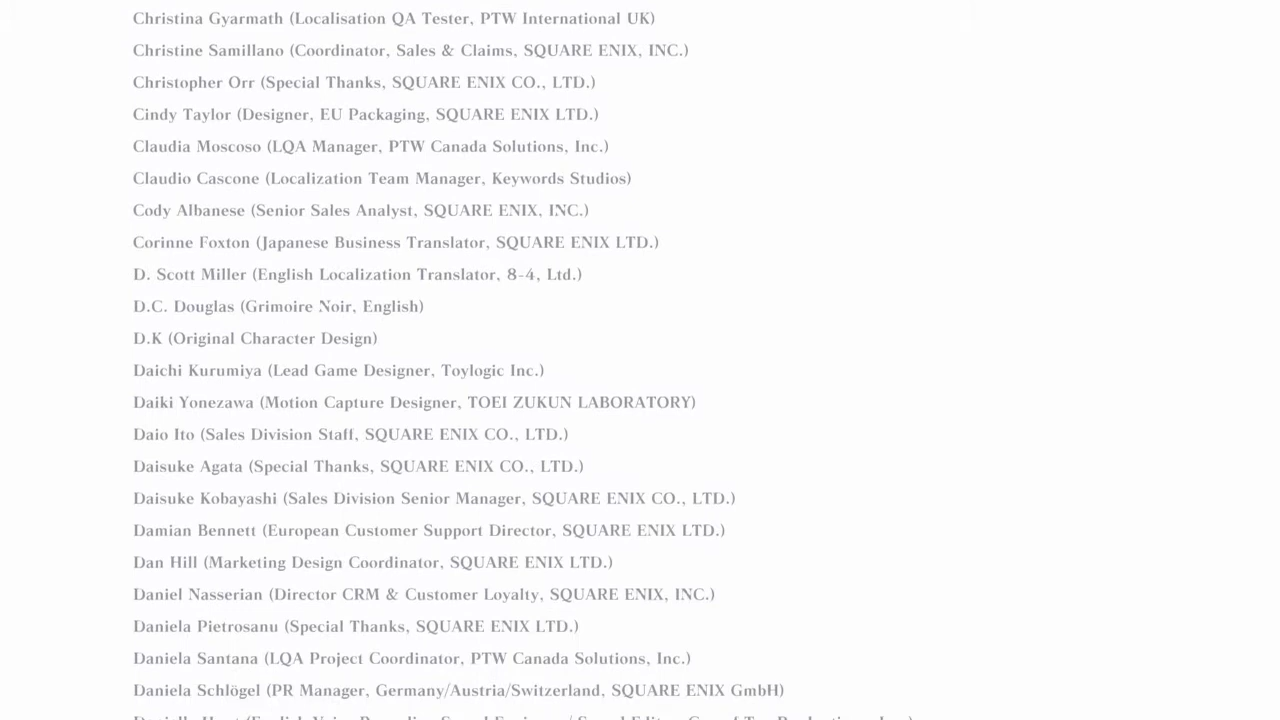 Christina Gyarmath (Localisation QA Tester, PTW International UK)
Christine Samillano (Coordinator, Sales & Claims, SQUARE ENIX, INC.)
Christopher Orr (Special Thanks, SQUARE ENIX CO., LTD.)
Cindy Taylor (Designer, EU Packaging, SQUARE ENIX LTD.)
Claudia Moscoso (LQA Manager, PTW Canada Solutions, Inc.)
Claudio Cascone (Localization Team Manager, Keywords Studios)
Cody Albanese (Senior Sales Analyst, SQUARE ENIX, INC.)
Corinne Foxton (Japanese Business Translator, SQUARE ENIX LTD.)
D. Scott Miller (English Localization Translator, 8-4, Ltd.)
D.C. Douglas (Grimoire Noir, English)
D.K (Original Character Design)
Daichi Kurumiya (Lead Game Designer, Toylogic Inc.)
Daiki Yonezawa (Motion Capture Designer, TOEI ZUKUN LABORATORY)
Daio Ito (Sales Division Staff, SQUARE ENIX CO., LTD.)
Daisuke Agata (Special Thanks, SQUARE ENIX CO., LTD.)
Daisuke Kobayashi (Sales Division Senior Manager, SQUARE ENIX CO., LTD.)
Damian Bennett (European Customer Support Director, SQUARE ENIX LTD.)
Dan Hill (Marketing Design Coordinator, SQUARE ENIX LTD.)
Daniel Nasserian (Director CRM & Customer Loyalty, SQUARE ENIX, INC.)
Daniela Pietrosanu (Special Thanks, SQUARE ENIX LTD.)
Daniela Santana (LQA Project Coordinator, PTW Canada Solutions, Inc.)
Daniela Schlögel (PR Manager, Germany/Austria/Switzerland, SQUARE ENIX GmbH)